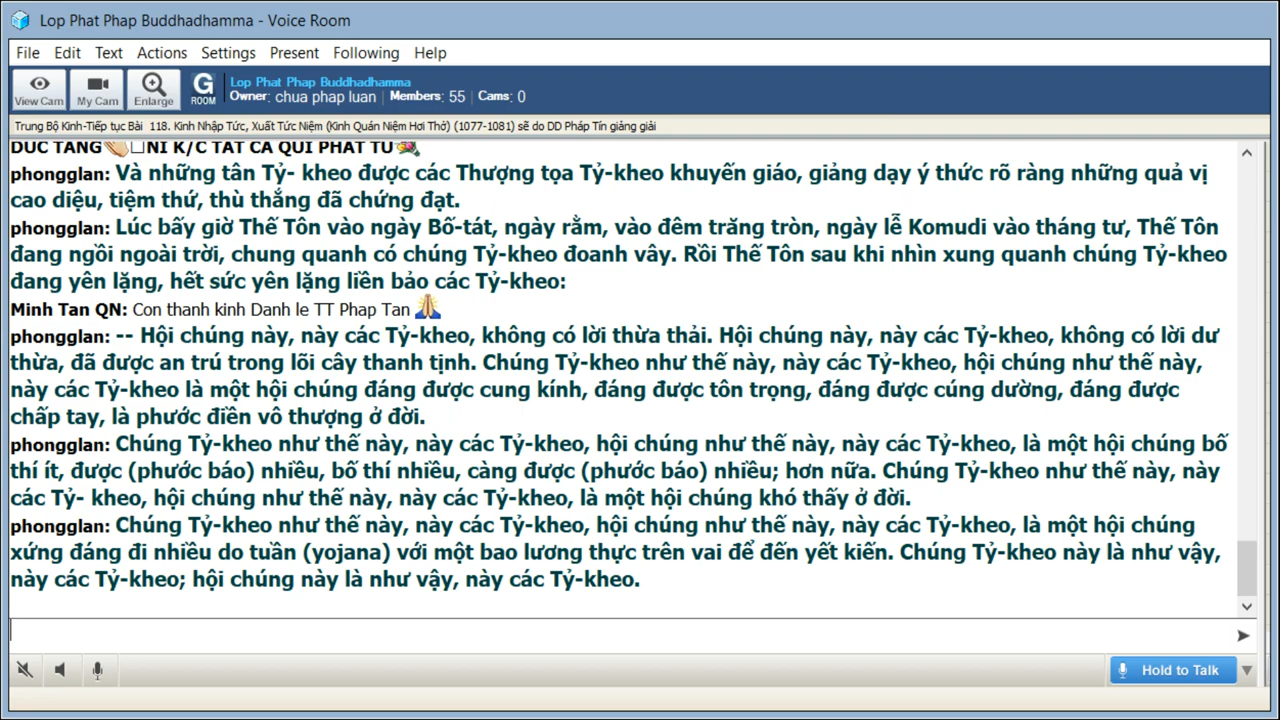 Lop Phat Phap Buddhadhamma - Voice Room
File Edit Text Actions Settings Present Following Help
View Cam My Cam Enlarge G ROOM
Lop Phat Phap Buddhadhamma
Owner: chua phap luan | Members: 55 | Cams: 0
Trung Bộ Kinh-Tiếp tục Bài 118. Kinh Nhập Tức, Xuất Tức Niệm (Kinh Quán Niệm Hơi Thở) (1077-1081) sẽ do DD Pháp Tín giảng giải
DUC TANG👏□NI K/C TAT CA QUI PHAT TU💐
phongglan: Và những tân Tỷ- kheo được các Thượng tọa Tỷ-kheo khuyến giáo, giảng dạy ý thức rõ ràng những quả vị
cao diệu, tiệm thứ, thù thắng đã chứng đạt.
phongglan: Lúc bấy giờ Thế Tôn vào ngày Bố-tát, ngày rằm, vào đêm trăng tròn, ngày lễ Komudi vào tháng tư, Thế Tôn
đang ngồi ngoài trời, chung quanh có chúng Tỷ-kheo đoanh vây. Rồi Thế Tôn sau khi nhìn xung quanh chúng Tỷ-kheo
đang yên lặng, hết sức yên lặng liền bảo các Tỷ-kheo:
Minh Tan QN: Con thanh kinh Danh le TT Phap Tan 🙏
phongglan: -- Hội chúng này, này các Tỷ-kheo, không có lời thừa thải. Hội chúng này, này các Tỷ-kheo, không có lời dư
thừa, đã được an trú trong lõi cây thanh tịnh. Chúng Tỷ-kheo như thế này, này các Tỷ-kheo, hội chúng như thế này,
này các Tỷ-kheo là một hội chúng đáng được cung kính, đáng được tôn trọng, đáng được cúng dường, đáng được
chấp tay, là phước điền vô thượng ở đời.
phongglan: Chúng Tỷ-kheo như thế này, này các Tỷ-kheo, hội chúng như thế này, này các Tỷ-kheo, là một hội chúng bố
thí ít, được (phước báo) nhiều, bố thí nhiều, càng được (phước báo) nhiều; hơn nữa. Chúng Tỷ-kheo như thế này, này
các Tỷ- kheo, hội chúng như thế này, này các Tỷ-kheo, là một hội chúng khó thấy ở đời.
phongglan: Chúng Tỷ-kheo như thế này, này các Tỷ-kheo, hội chúng như thế này, này các Tỷ-kheo, là một hội chúng
xứng đáng đi nhiều do tuần (yojana) với một bao lương thực trên vai để đến yết kiến. Chúng Tỷ-kheo này là như vậy,
này các Tỷ-kheo; hội chúng này là như vậy, này các Tỷ-kheo.
Hold to Talk